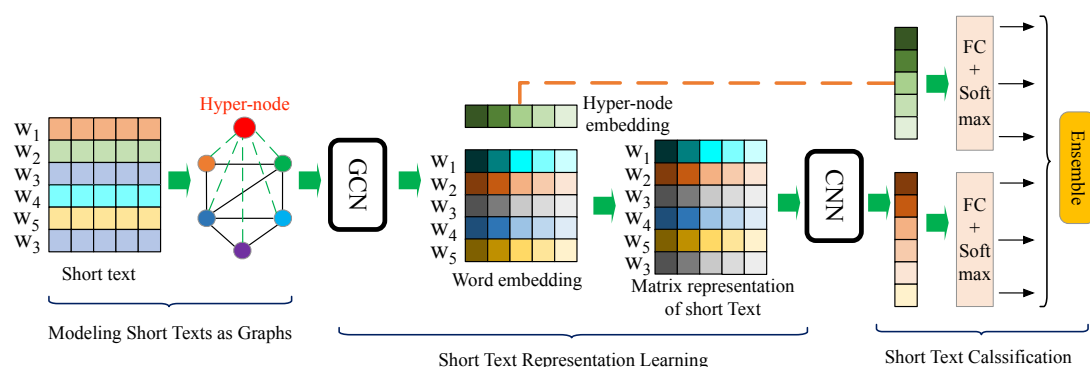 Hyper-node
W1
W2
W3
W4
W5
W3
Short text
Modeling Short Texts as Graphs
GCN
Hyper-node
embedding
W1
W2
W3
W4
W5
Word embedding
W1
W2
W3
W4
W5
W3
Matrix representation
of short Text
CNN
Short Text Representation Learning
FC
+
Soft
max
FC
+
Soft
max
Ensemble
Short Text Calssification